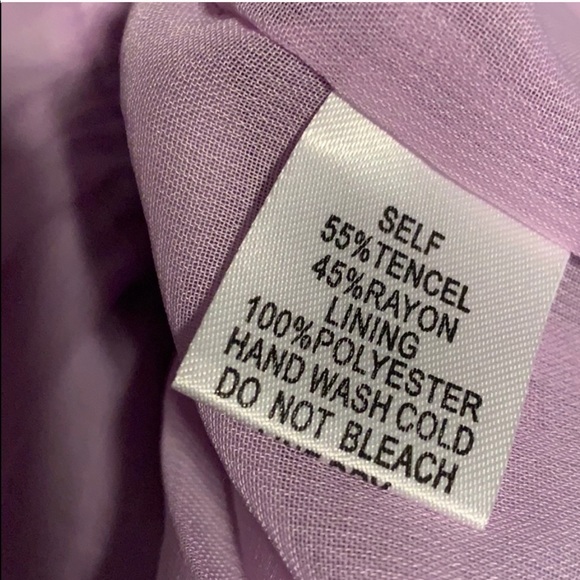 SELF
55%TENCEL
45%RAYON
LINING
100%POLYESTER
HAND WASH COLD
DO NOT BLEACH